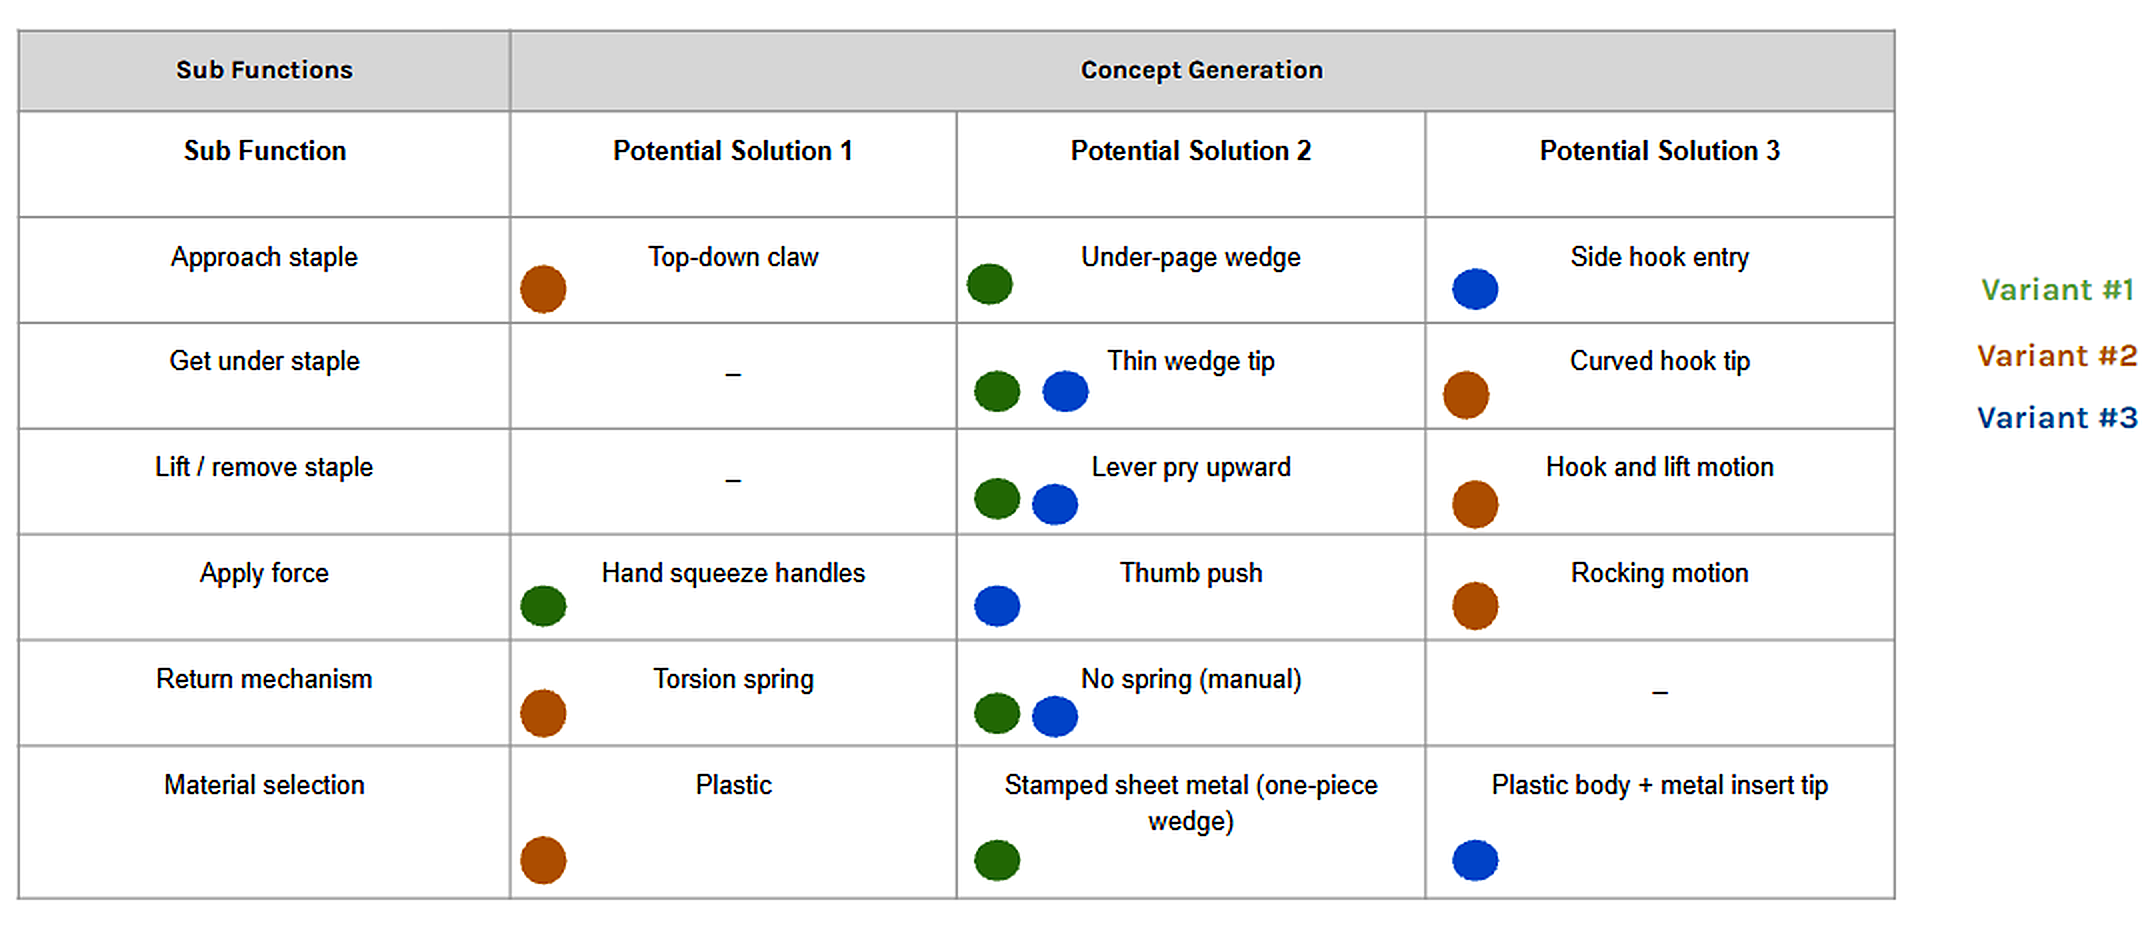 Sub Functions
Concept Generation
Sub Function
Potential Solution 1
Potential Solution 2
Potential Solution 3
Approach staple
Top-down claw
Under-page wedge
Side hook entry
Get under staple
–
Thin wedge tip
Curved hook tip
Lift / remove staple
–
Lever pry upward
Hook and lift motion
Apply force
Hand squeeze handles
Thumb push
Rocking motion
Return mechanism
Torsion spring
No spring (manual)
–
Material selection
Plastic
Stamped sheet metal (one-piece
wedge)
Plastic body + metal insert tip
Variant #1
Variant #2
Variant #3